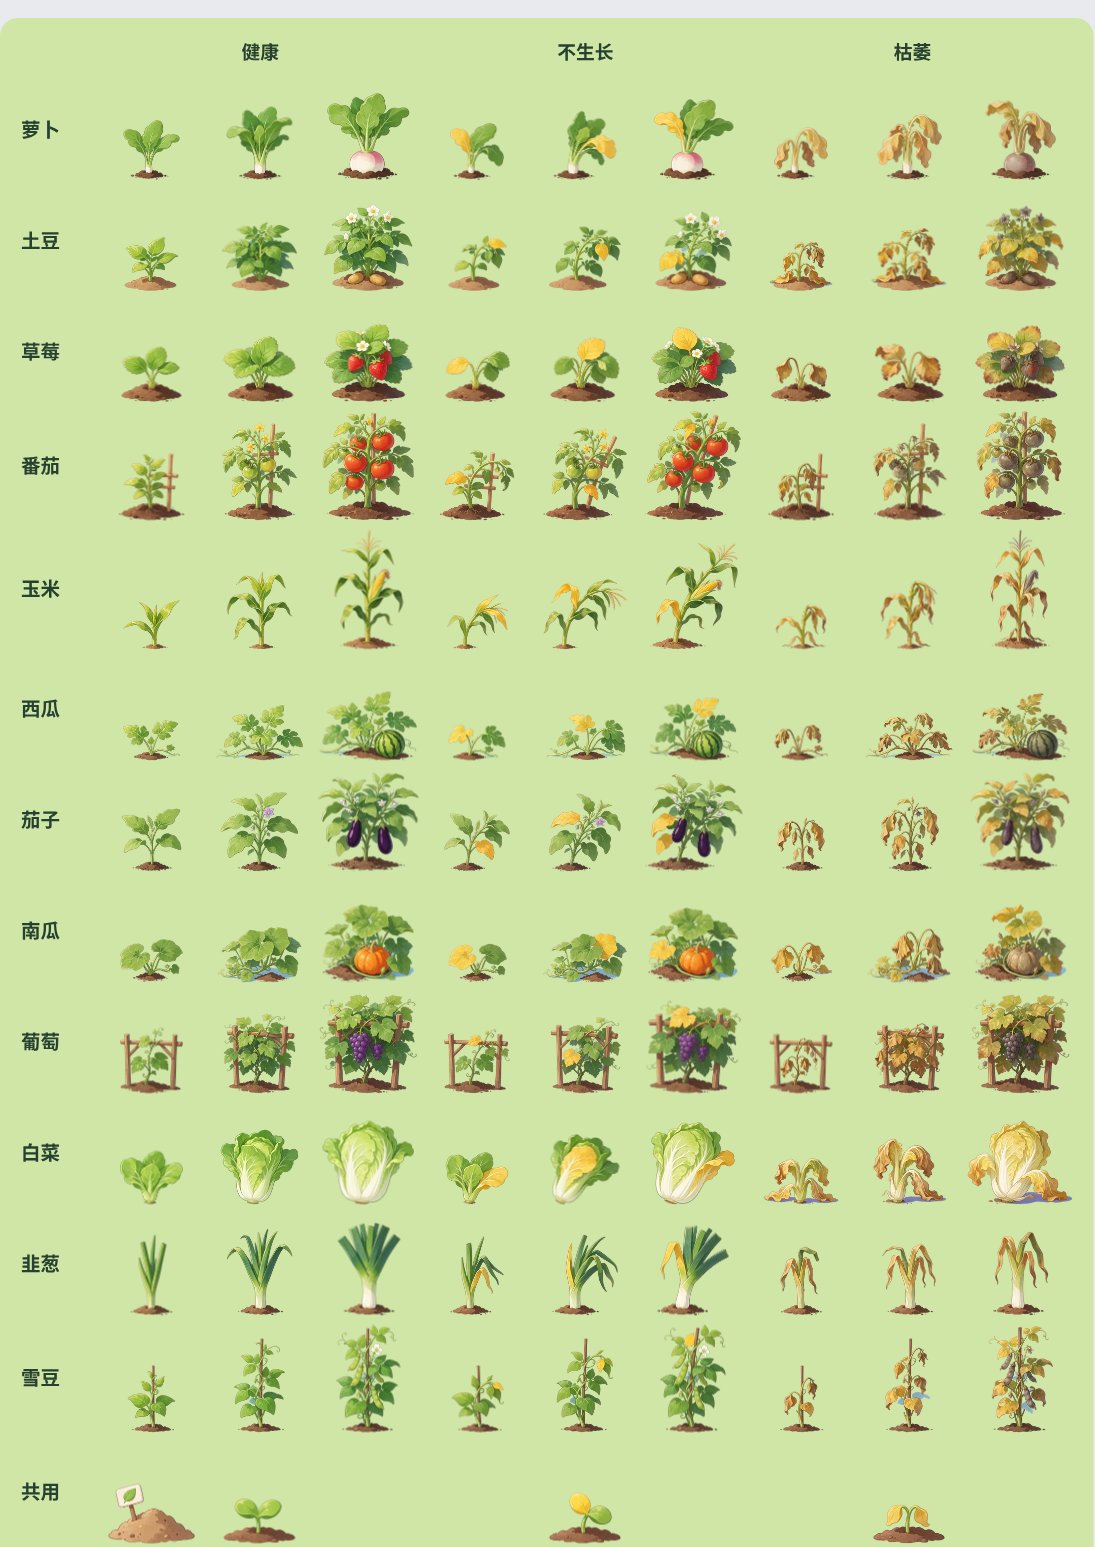 健康 不生长 枯萎
萝卜
土豆
草莓
番茄
玉米
西瓜
茄子
南瓜
葡萄
白菜
韭葱
雪豆
共用